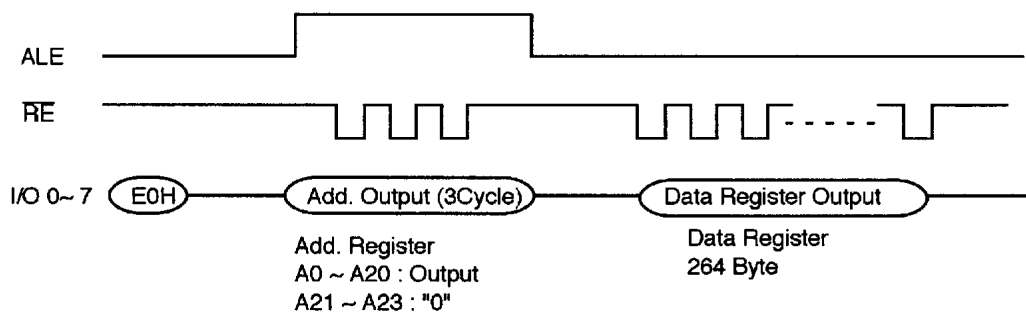 ALE
RE
I/O 0~ 7 E0H Add. Output (3Cycle) Data Register Output
Add. Register
A0 ~ A20 : Output
A21 ~ A23 : "0"
Data Register
264 Byte